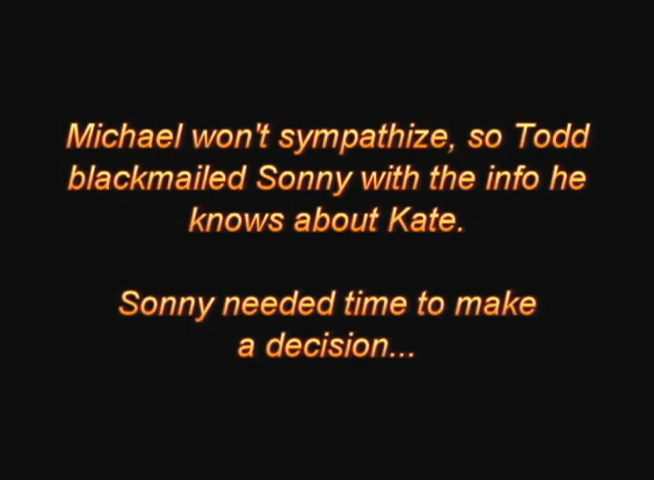 Michael won't sympathize, so Todd
blackmailed Sonny with the info he
knows about Kate.
Sonny needed time to make
a decision...